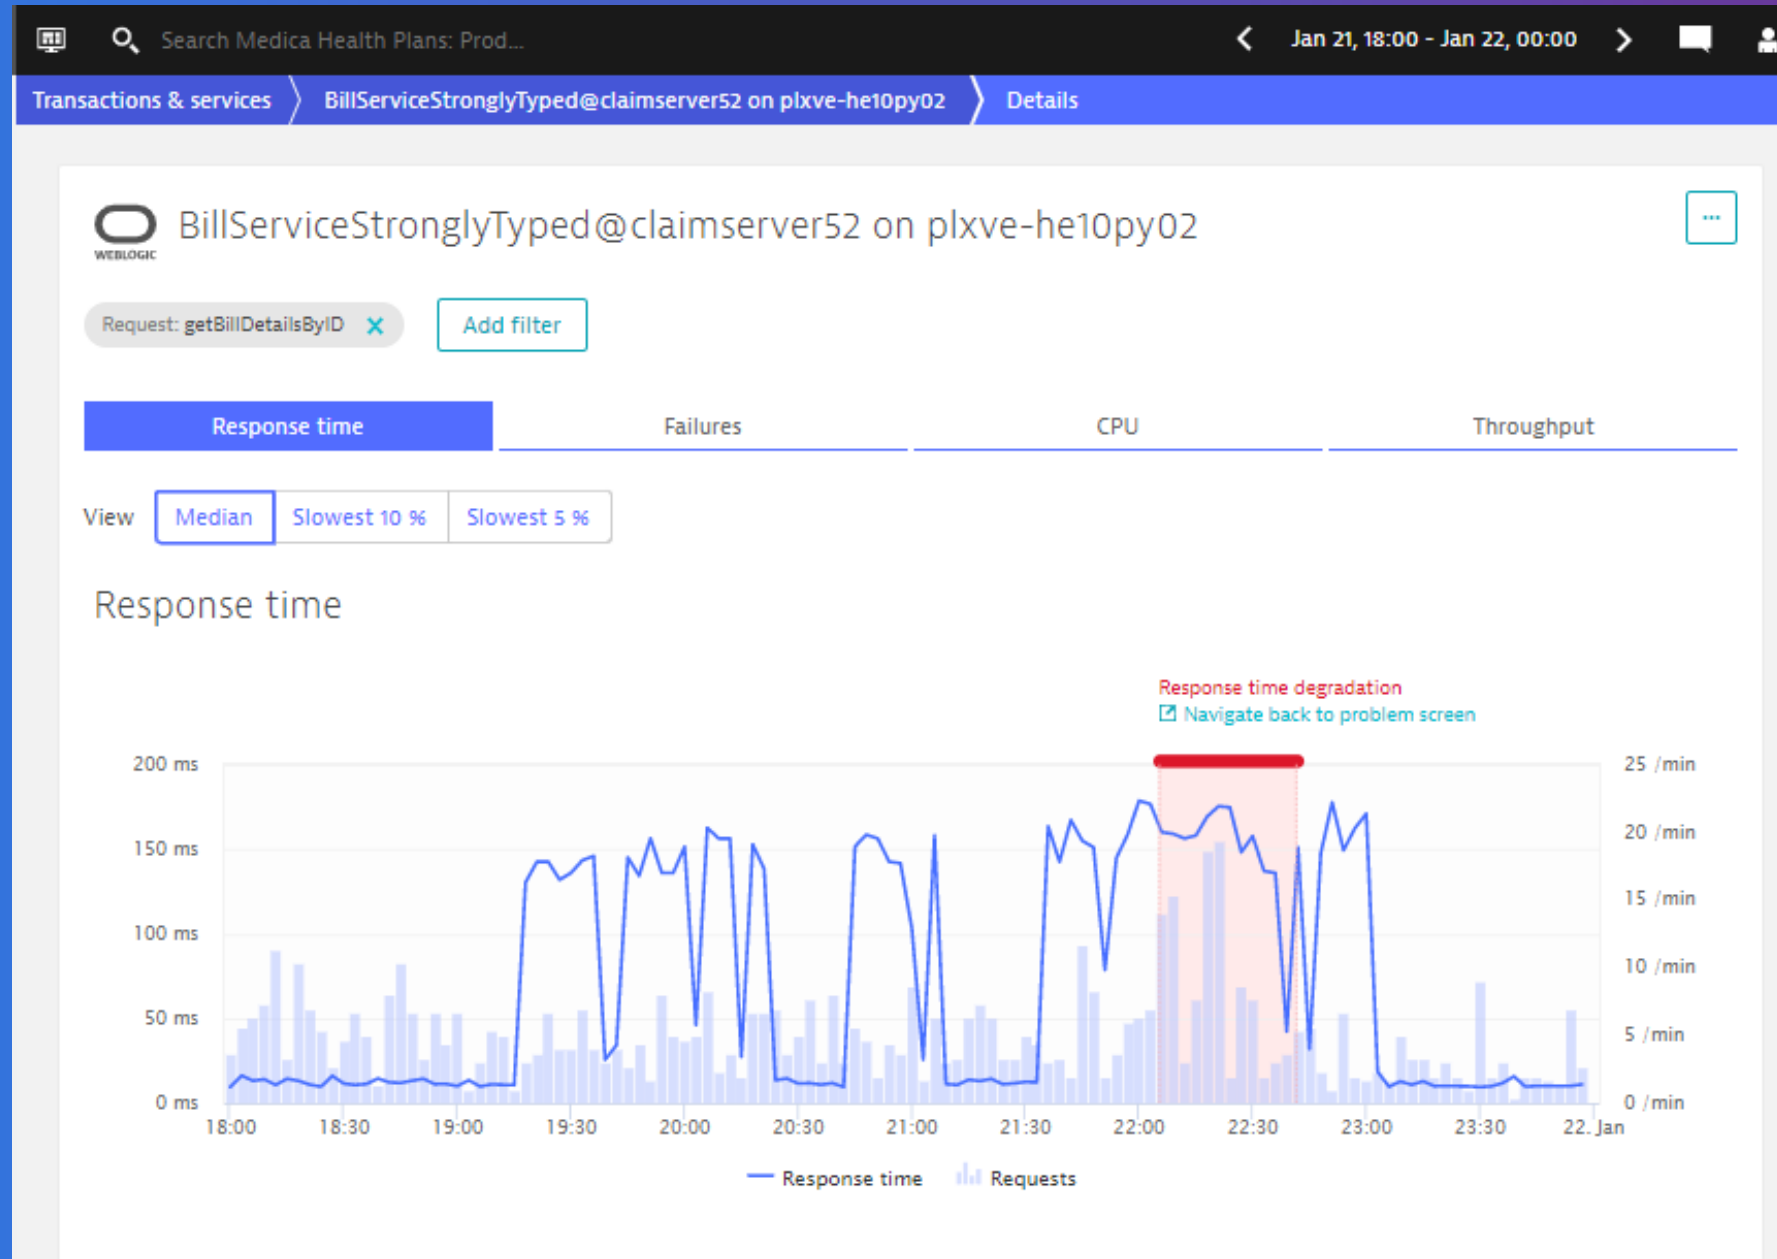 Search Medica Health Plans: Prod...
Jan 21, 18:00 - Jan 22, 00:00
Transactions & services
BillServiceStronglyTyped@claimserver52 on plxve-he10py02
Details
WEBLOGIC
BillServiceStronglyTyped@claimserver52 on plxve-he10py02
...
Request: getBillDetailsByID
Add filter
Response time
Failures
CPU
Throughput
View
Median
Slowest 10 %
Slowest 5 %
Response time
Response time degradation
Navigate back to problem screen
200 ms
150 ms
100 ms
50 ms
0 ms
25 /min
20 /min
15 /min
10 /min
5 /min
0 /min
18:00
18:30
19:00
19:30
20:00
20:30
21:00
21:30
22:00
22:30
23:00
23:30
22. Jan
Response time
Requests